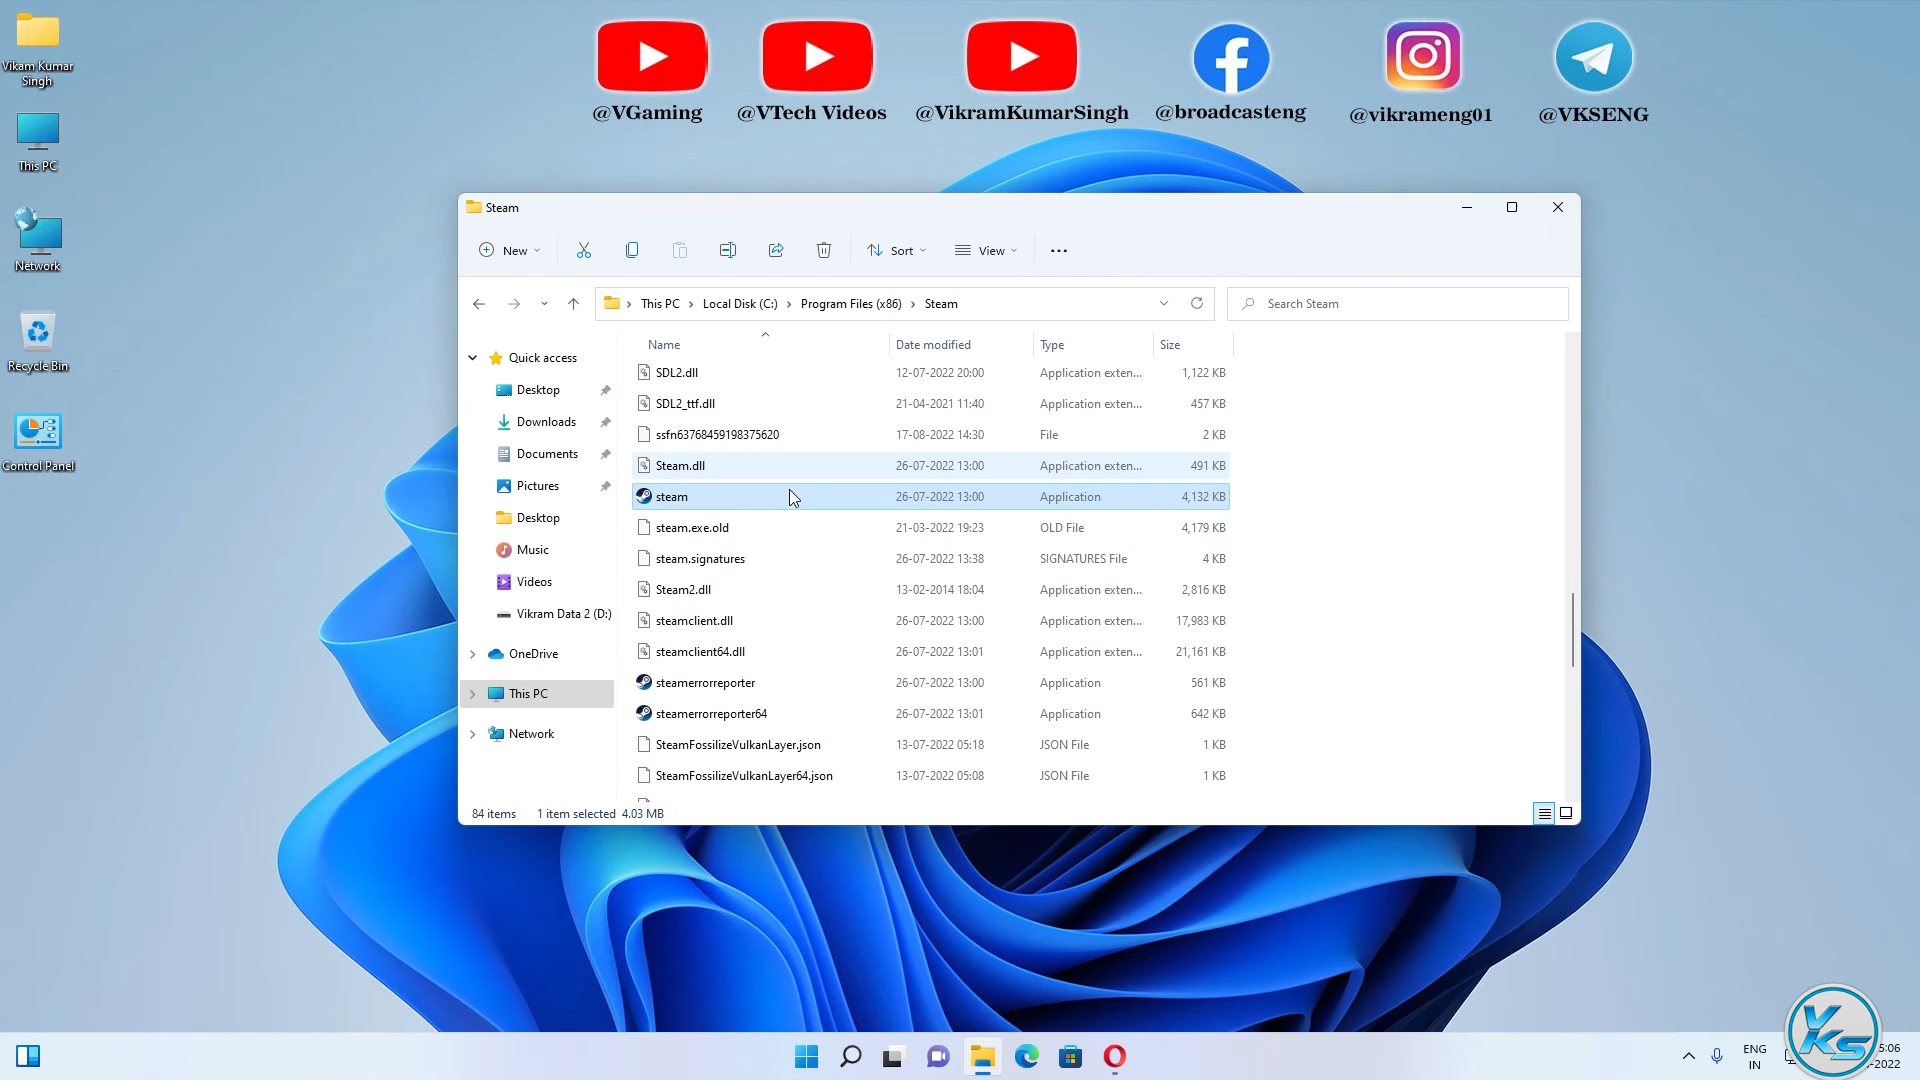 Vikam Kumar
Singh
This PC
Network
Recycle Bin
Control Panel
@VGaming
@VTech Videos
@VikramKumarSingh
@broadcasteng
@vikrameng01
@VKSENG
Steam
New
Sort
View
This PC
Local Disk (C:)
Program Files (x86)
Steam
Search Steam
Quick access
Desktop
Downloads
Documents
Pictures
Desktop
Music
Videos
Vikram Data 2 (D:)
OneDrive
This PC
Network
Name Date modified Type Size
SDL2.dll 12-07-2022 20:00 Application exten... 1,122 KB
SDL2_ttf.dll 21-04-2021 11:40 Application exten... 457 KB
ssfn63768459198375620 17-08-2022 14:30 File 2 KB
Steam.dll 26-07-2022 13:00 Application exten... 491 KB
steam 26-07-2022 13:00 Application 4,132 KB
steam.exe.old 21-03-2022 19:23 OLD File 4,179 KB
steam.signatures 26-07-2022 13:38 SIGNATURES File 4 KB
Steam2.dll 13-02-2014 18:04 Application exten... 2,816 KB
steamclient.dll 26-07-2022 13:00 Application exten... 17,983 KB
steamclient64.dll 26-07-2022 13:01 Application exten... 21,161 KB
steamerrorreporter 26-07-2022 13:00 Application 561 KB
steamerrorreporter64 26-07-2022 13:01 Application 642 KB
SteamFossilizeVulkanLayer.json 13-07-2022 05:18 JSON File 1 KB
SteamFossilizeVulkanLayer64.json 13-07-2022 05:08 JSON File 1 KB
84 items 1 item selected 4.03 MB
ENG
IN
VKS
5:06
-2022